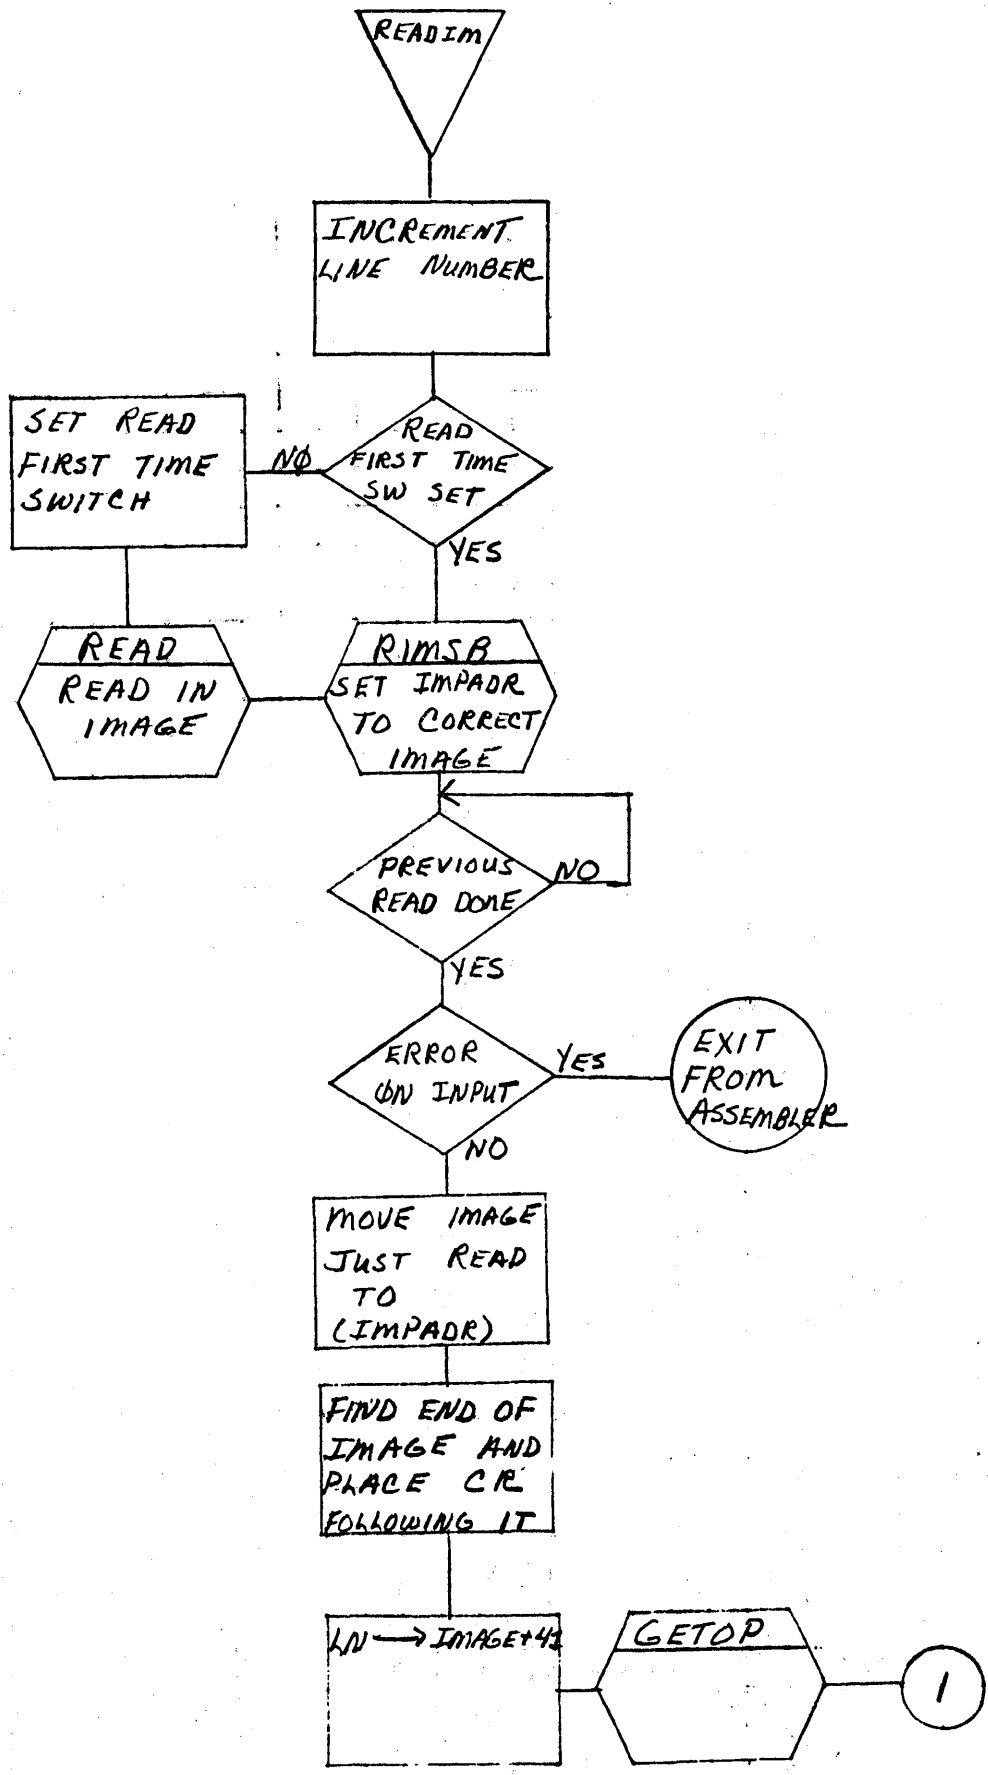 READIM
INCREMENT
LINE NUMBER
SET READ
FIRST TIME
SWITCH
NØ
READ
FIRST TIME
SW SET
YES
READ
READ IN
IMAGE
RIMSB
SET IMPADR
TO CORRECT
IMAGE
PREVIOUS
READ DONE
NO
YES
ERROR
ØN INPUT
YES
EXIT
FROM
ASSEMBLER
NO
MOVE IMAGE
JUST READ
TO
(IMPADR)
FIND END OF
IMAGE AND
PLACE CR
FOLLOWING IT
LN → IMAGE+41
GETOP
1